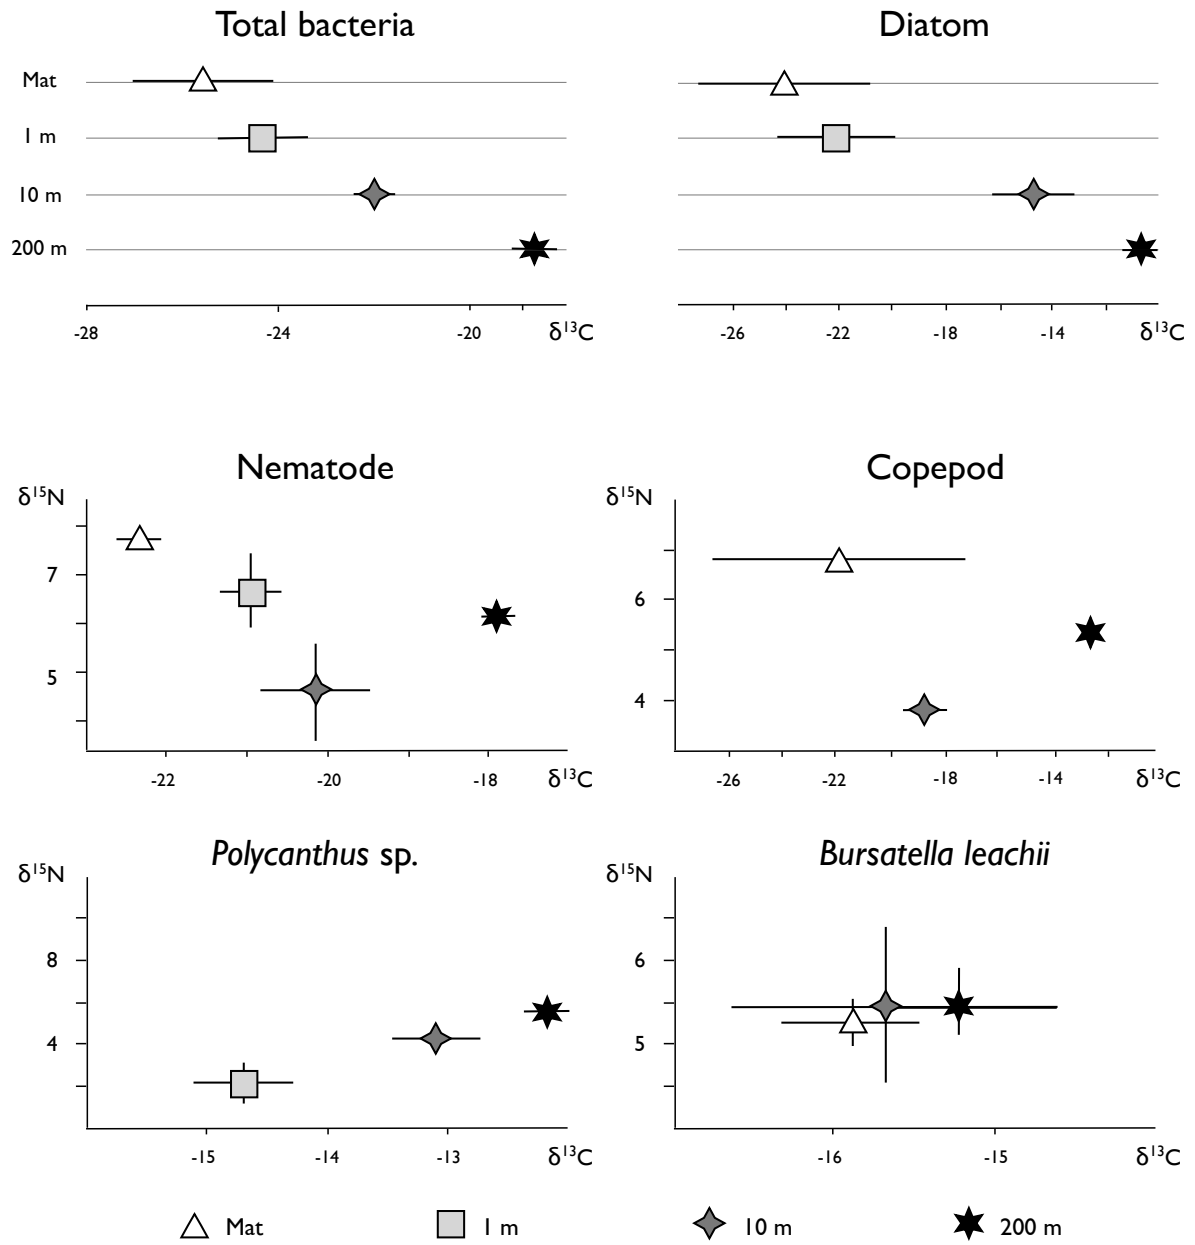 Total bacteria
Diatom
Mat
1 m
10 m
200 m
-28 -24 -20 δ13C
-26 -22 -18 -14 δ13C
Nematode
Copepod
δ15N
7
5
-22 -20 -18 δ13C
δ15N
6
4
-26 -22 -18 -14 δ13C
Polycanthus sp.
Bursatella leachii
δ15N
8
4
-15 -14 -13 δ13C
δ15N
6
5
-16 -15 δ13C
Mat 1 m 10 m 200 m